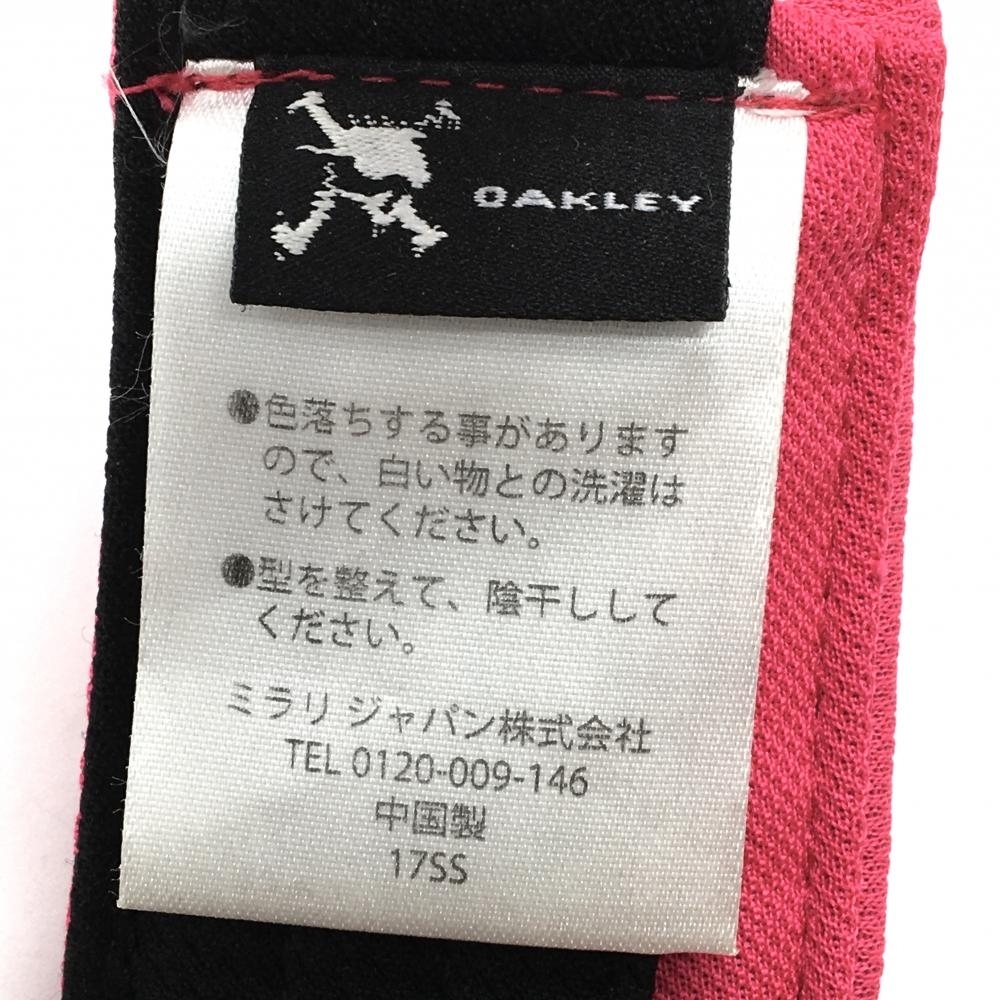 OAKLEY
●色落ちする事があります
ので、白い物との洗濯は
さけてください。
●型を整えて、陰干しして
ください。
ミラリ ジャパン株式会社
TEL 0120-009-146
中国製
17SS